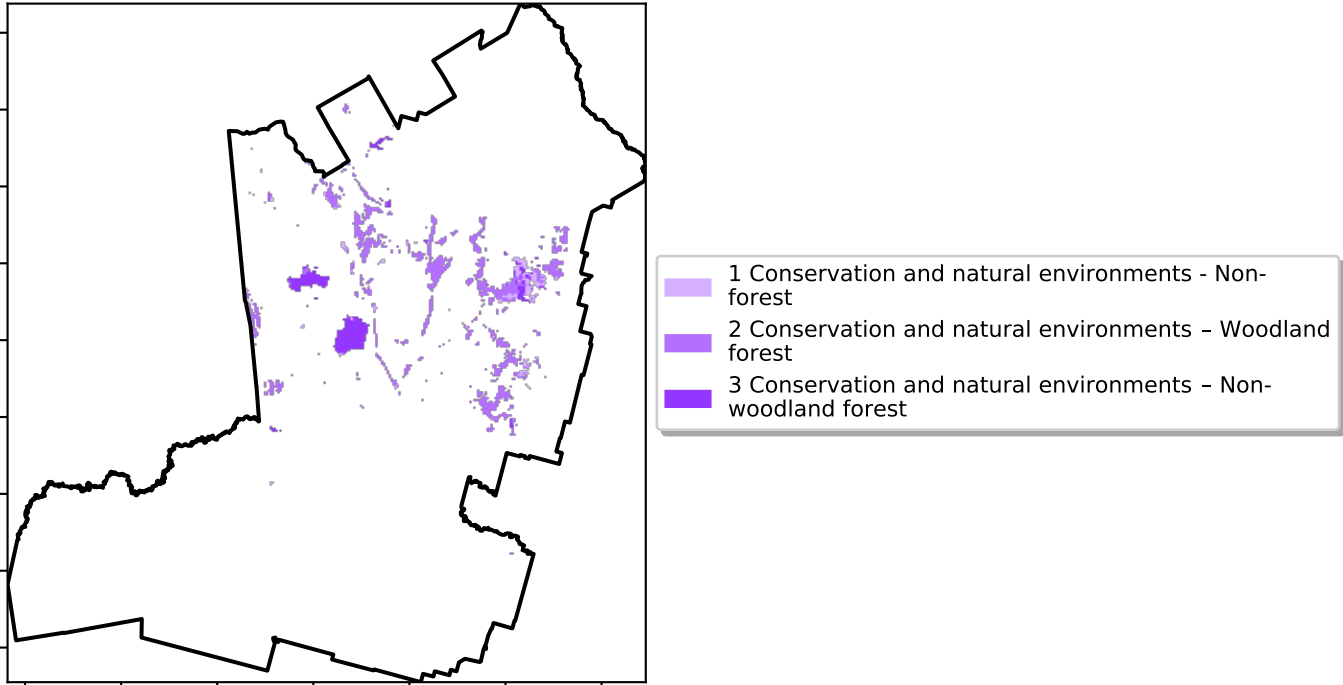 1 Conservation and natural environments - Non-
forest
2 Conservation and natural environments – Woodland
forest
3 Conservation and natural environments – Non-
woodland forest